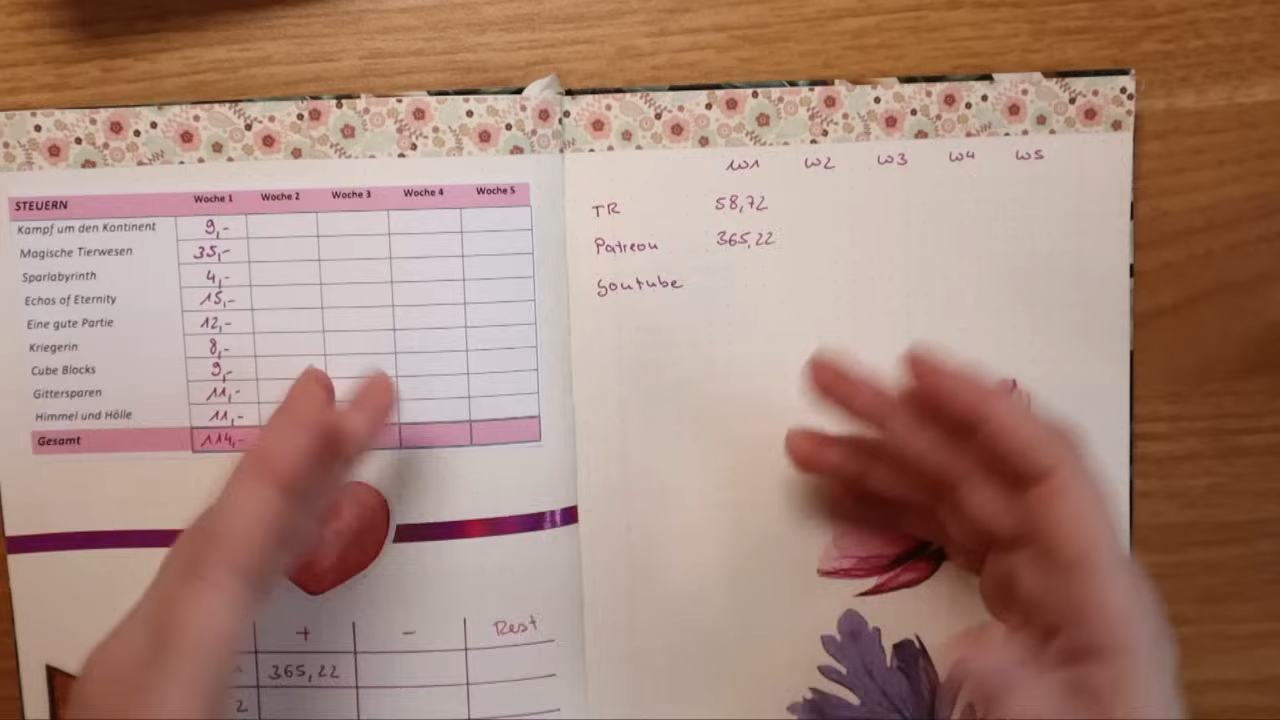 STEUERN Woche 1 Woche 2 Woche 3 Woche 4 Woche 5
Kampf um den Kontinent 9,-
Magische Tierwesen 35,-
Sparlabyrinth 4,-
Echos of Eternity 15,-
Eine gute Partie 12,-
Kriegerin 8,-
Cube Blocks 9,-
Gittersparen 11,-
Himmel und Hölle 11,-
Gesamt 114,-
+ - Rest
365,22
2
W1 W2 W3 W4 W5
TR 58,72
Patreon 365,22
Youtube